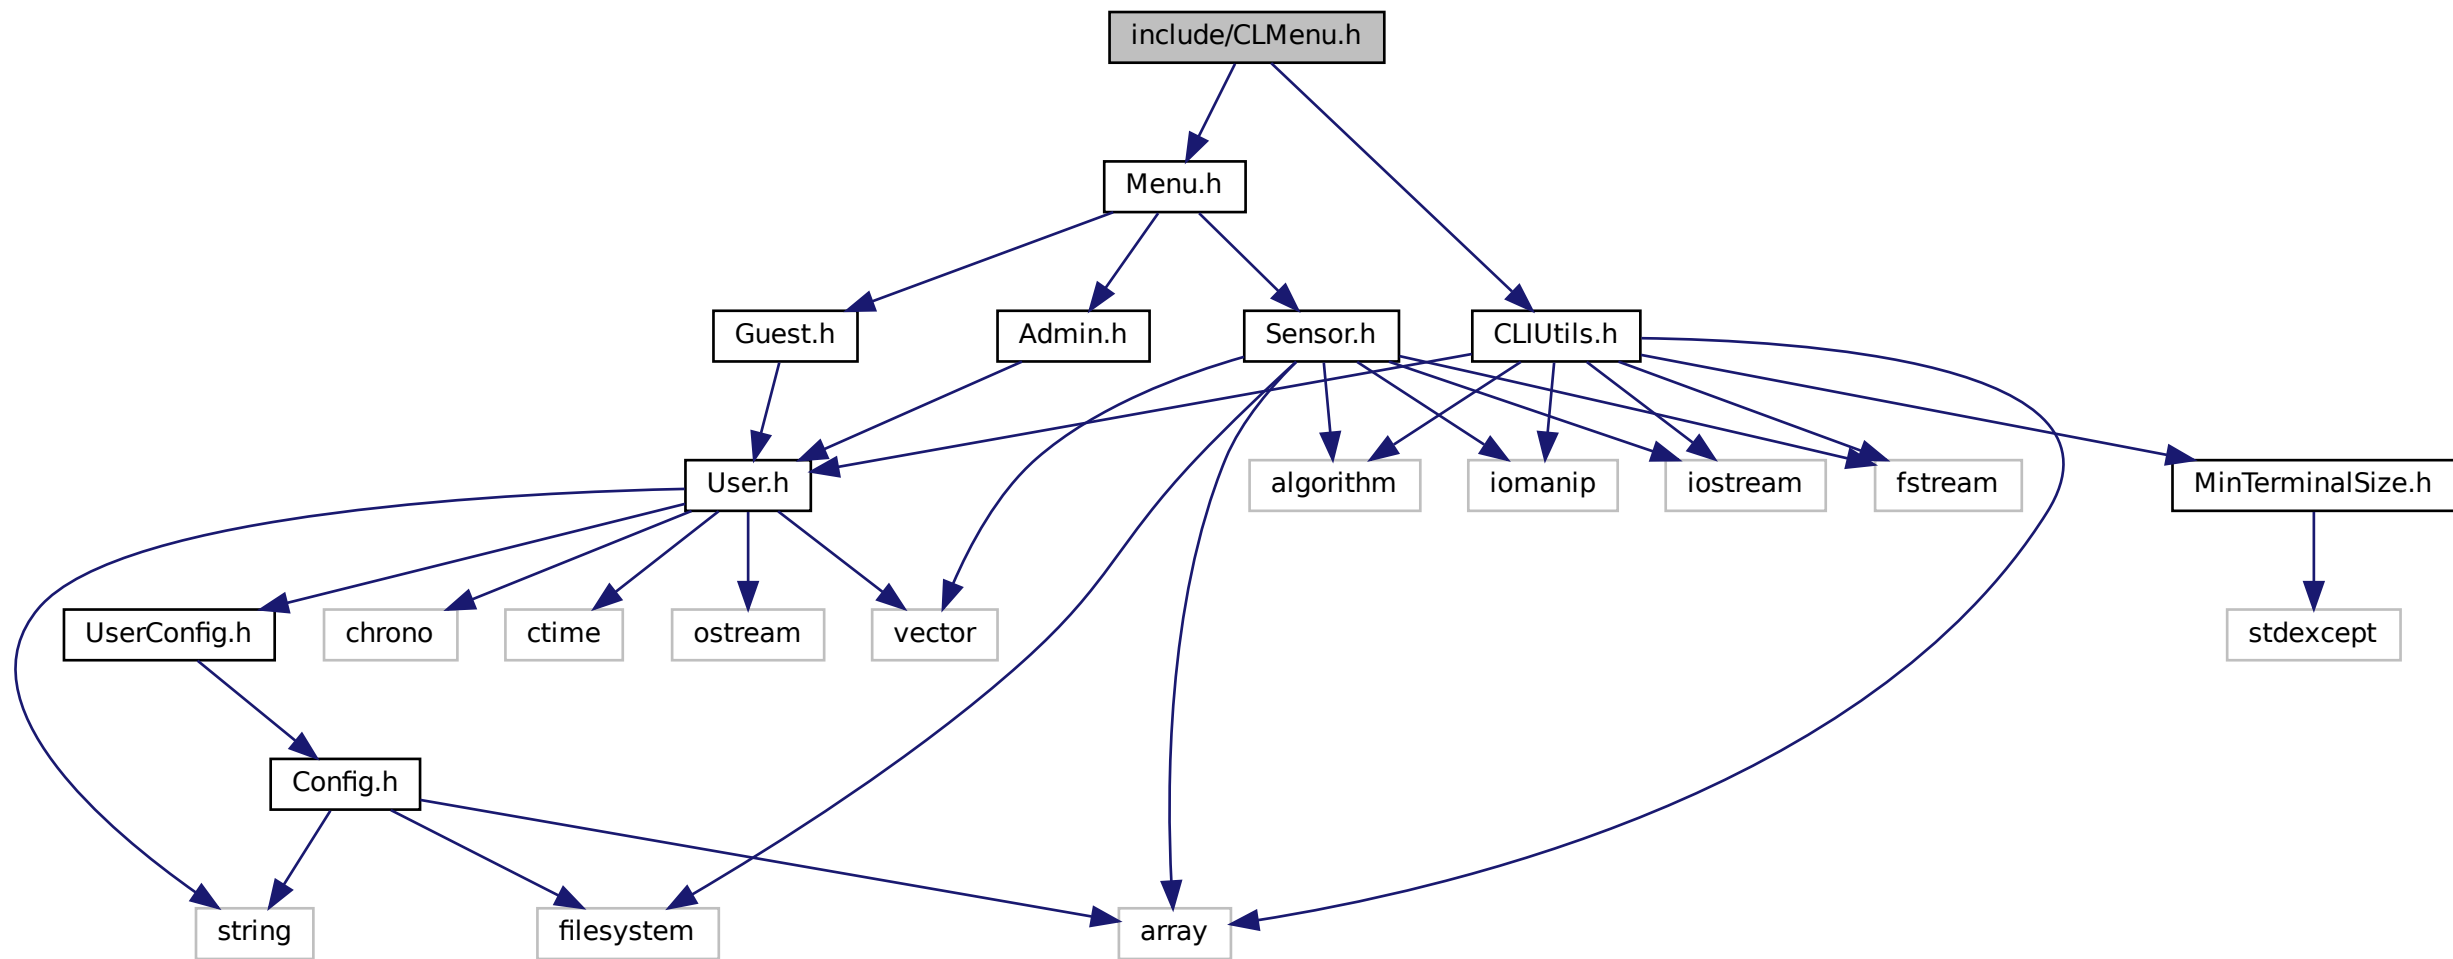 include/CLMenu.h
Menu.h
Guest.h
Admin.h
Sensor.h
CLIUtils.h
User.h
algorithm
iomanip
iostream
fstream
MinTerminalSize.h
UserConfig.h
chrono
ctime
ostream
vector
stdexcept
Config.h
string
filesystem
array